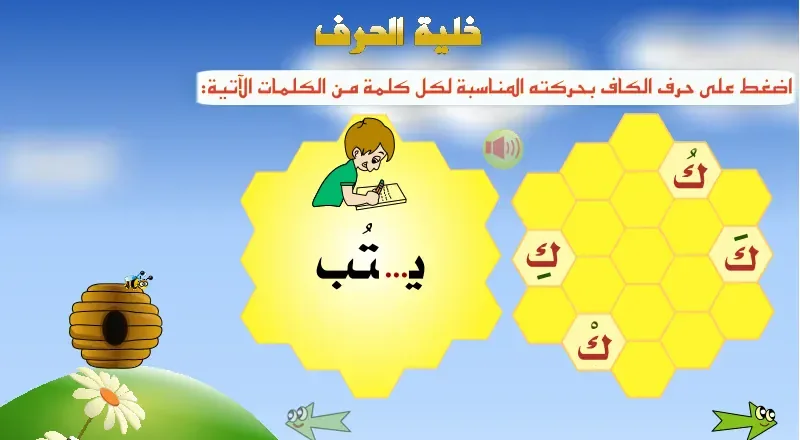 خلية الحرف
اضغط على حرف الكاف بحركته المناسبة لكل كلمة من الكلمات الآتية:
يـ...ـتُب
كُ
كَ
كِ
كْ